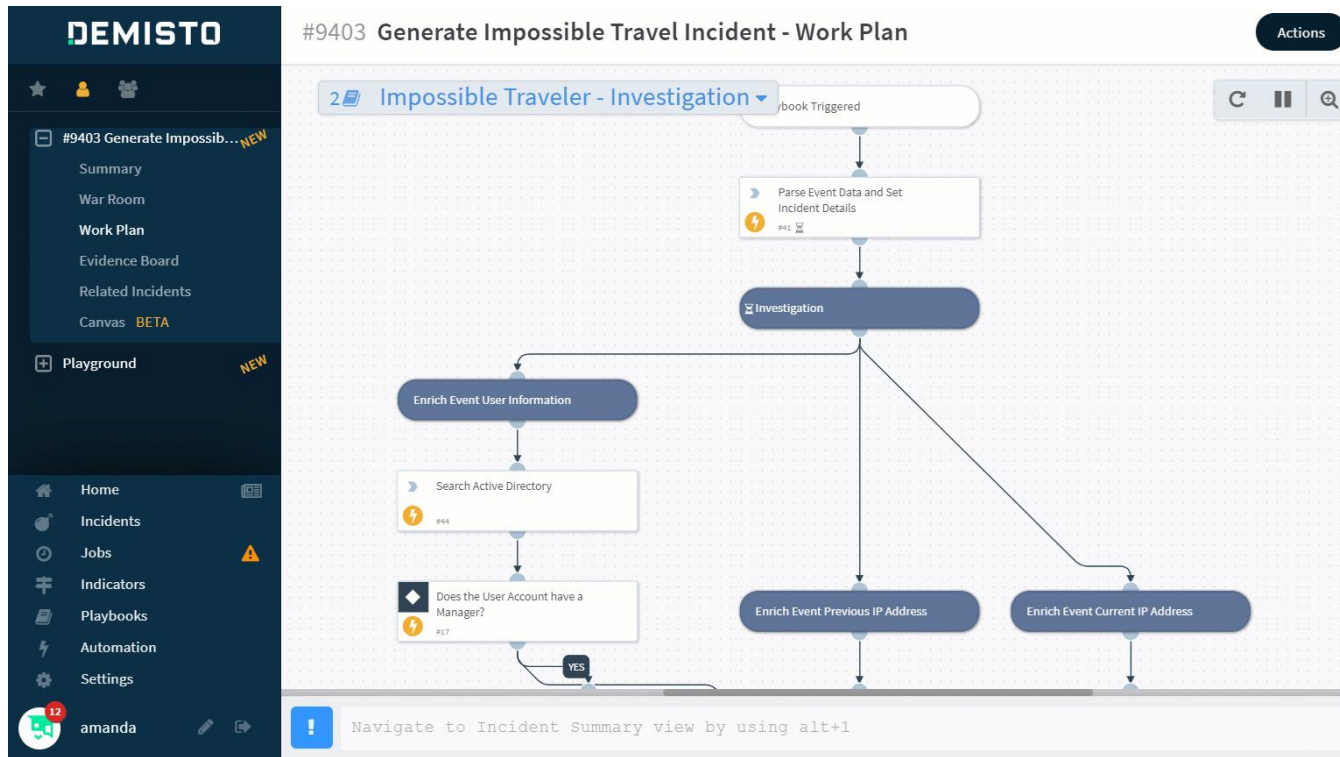 DEMISTO
#9403 Generate Impossible Travel Incident - Work Plan
Actions
#9403 Generate Impossib... NEW
Summary
War Room
Work Plan
Evidence Board
Related Incidents
Canvas BETA
Playground NEW
Home
Incidents
Jobs
Indicators
Playbooks
Automation
Settings
12
amanda
2 Impossible Traveler - Investigation
ybook Triggered
Parse Event Data and Set
Incident Details
#41
Investigation
Enrich Event User Information
Search Active Directory
#44
Does the User Account have a
Manager?
#17
YES
Enrich Event Previous IP Address
Enrich Event Current IP Address
! Navigate to Incident Summary view by using alt+1